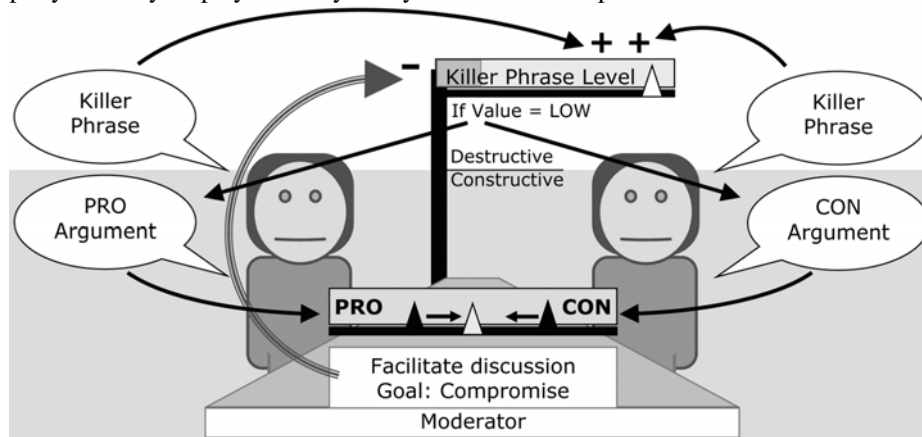 Killer
Phrase
- + +
Killer Phrase Level
Killer
Phrase
If Value = LOW
Destructive
Constructive
PRO
Argument
CON
Argument
PRO
CON
Facilitate discussion
Goal: Compromise
Moderator